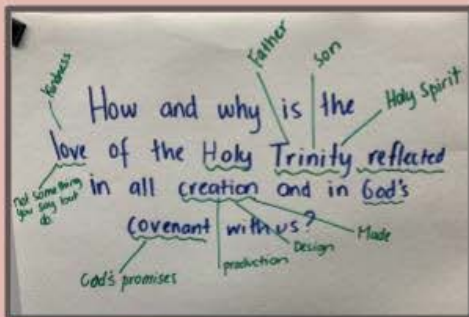 Father
Son
kindness
How and why is the
Holy Spirit
love of the Holy Trinity reflected
not something you say but do
in all creation and in God's
covenant with us?
Made
Design
production
God's promises